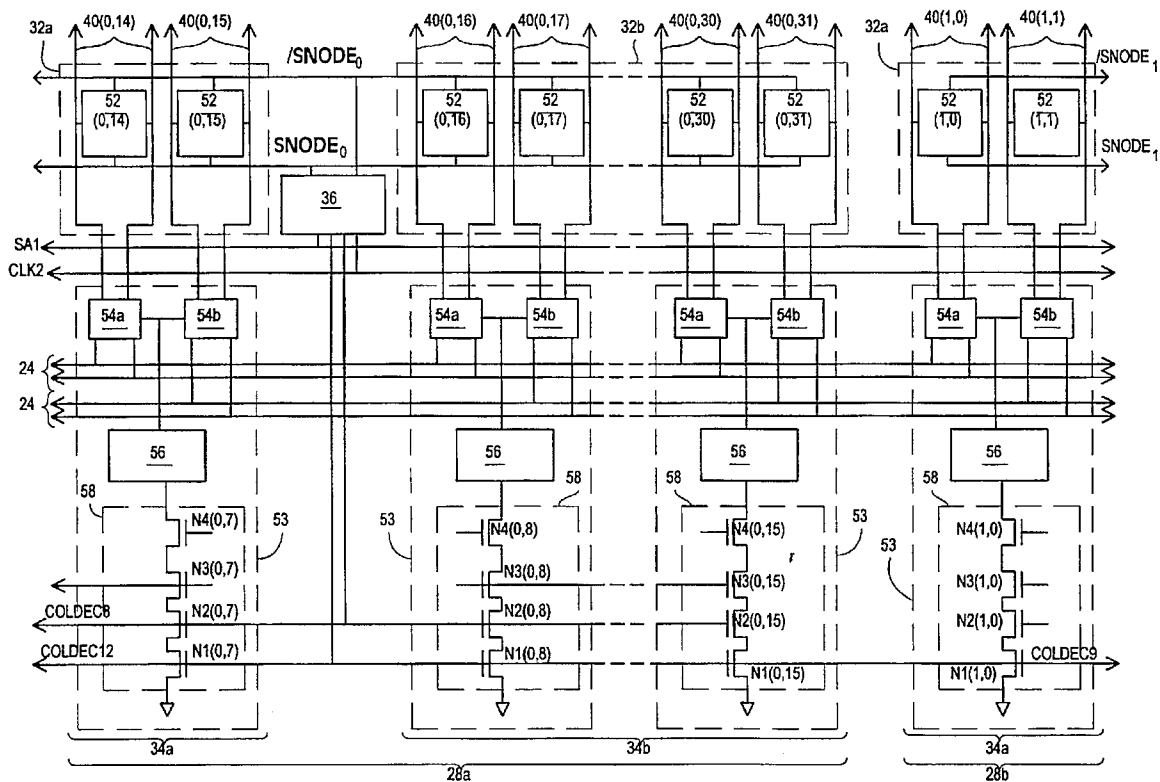 40(0,14) 40(0,15) 40(0,16) 40(0,17) 40(0,30) 40(0,31) 40(1,0) 40(1,1)
32a 32b 32a
/SNODE0 /SNODE1
52 52 52 52 52 52 52 52
(0,14) (0,15) (0,16) (0,17) (0,30) (0,31) (1,0) (1,1)
SNODE0 SNODE1
36
SA1
CLK2
54a 54b 54a 54b 54a 54b 54a 54b
24
24
56 56 56 56
58 58 58 58
N4(0,7) N4(0,8) N4(0,15) N4(1,0)
53 53 53 53
N3(0,7) N3(0,8) N3(0,15) N3(1,0)
COLDEC8 N2(0,7) N2(0,8) N2(0,15) N2(1,0)
COLDEC12 N1(0,7) N1(0,8) N1(0,15) N1(1,0) COLDEC9
34a 34b 34a
28a 28b